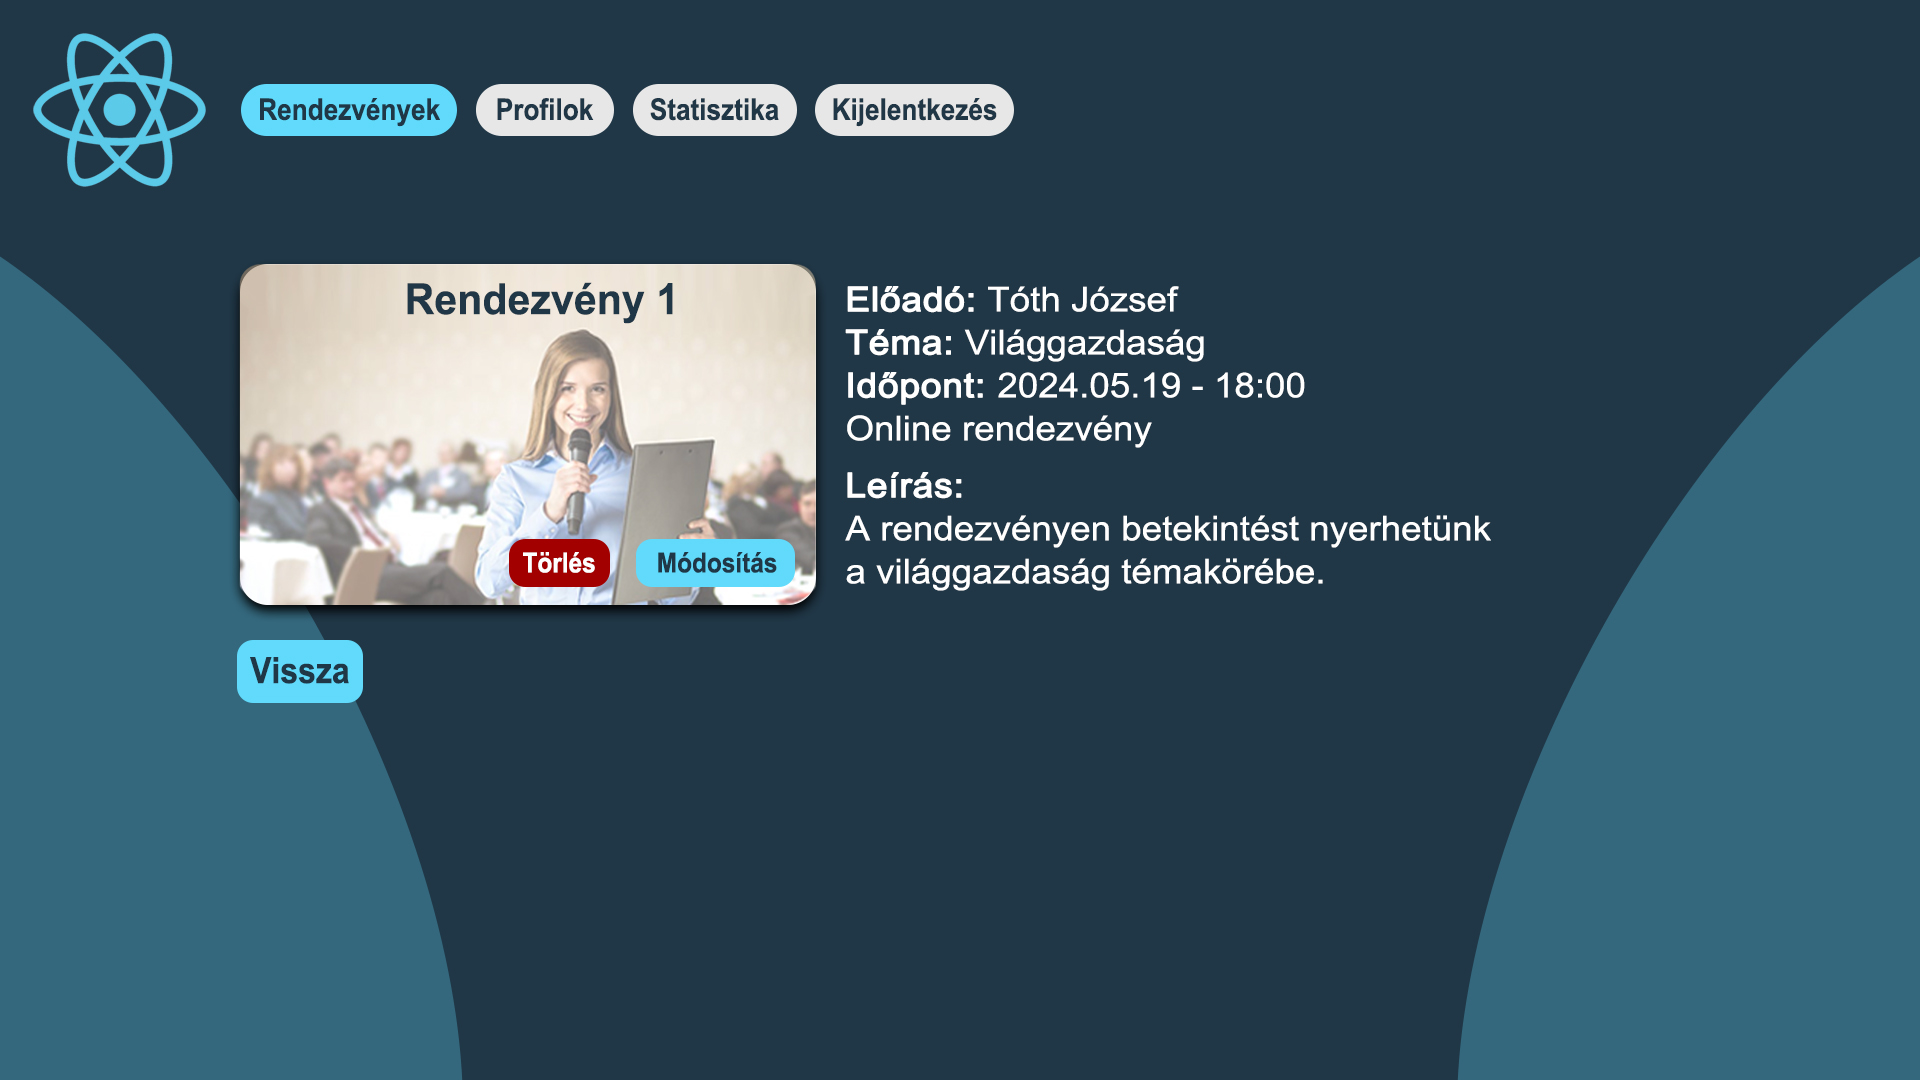 Rendezvények Profilok Statisztika Kijelentkezés
Rendezvény 1
Törlés Módosítás
Előadó: Tóth József
Téma: Világgazdaság
Időpont: 2024.05.19 - 18:00
Online rendezvény
Leírás:
A rendezvényen betekintést nyerhetünk
a világgazdaság témakörébe.
Vissza